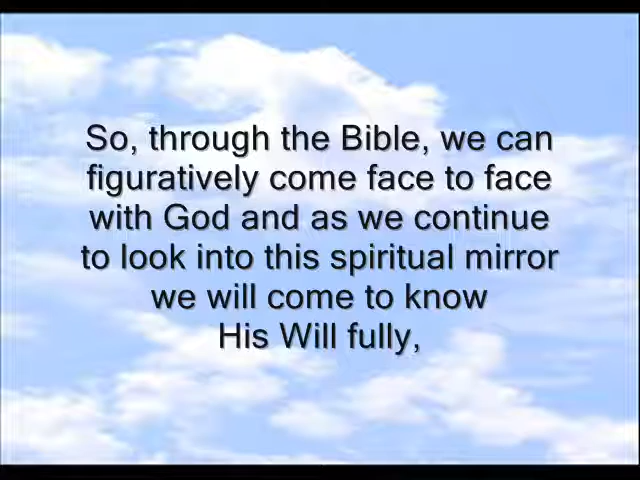 So, through the Bible, we can
figuratively come face to face
with God and as we continue
to look into this spiritual mirror
we will come to know
His Will fully,